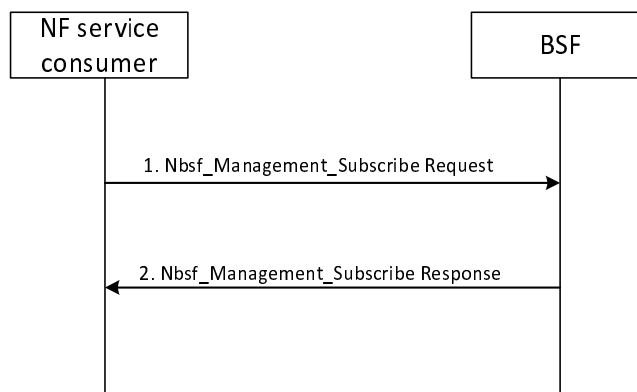 NF service
consumer
BSF
1. Nbsf_Management_Subscribe Request
2. Nbsf_Management_Subscribe Response